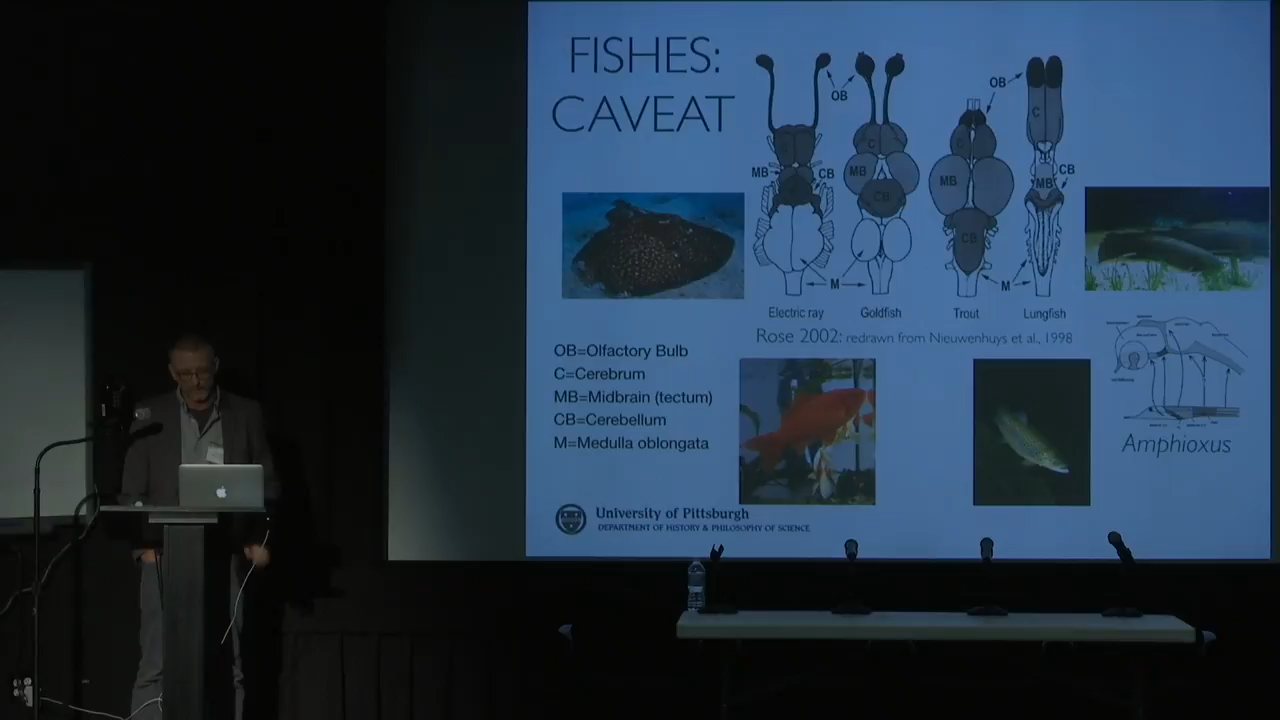 FISHES:
CAVEAT
OB
OB
C
C
C
C
MB
CB
MB
CB
MB
CB
MB
CB
M
M
Electric ray
Goldfish
Trout
Lungfish
Rose 2002: redrawn from Nieuwenhuys et al., 1998
OB=Olfactory Bulb
C=Cerebrum
MB=Midbrain (tectum)
CB=Cerebellum
M=Medulla oblongata
Amphioxus
University of Pittsburgh
DEPARTMENT OF HISTORY & PHILOSOPHY OF SCIENCE